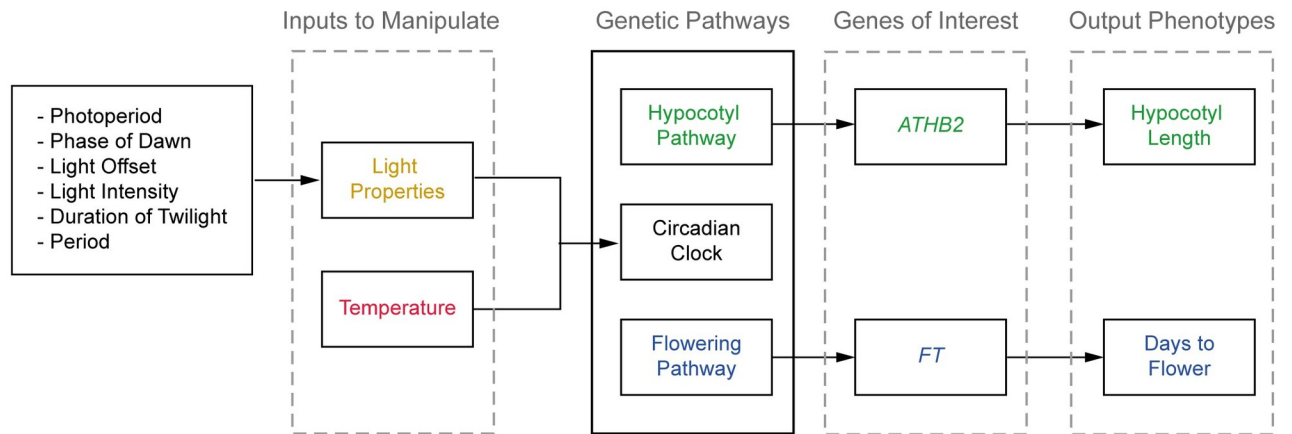 Inputs to Manipulate
Genetic Pathways
Genes of Interest
Output Phenotypes
- Photoperiod
- Phase of Dawn
- Light Offset
- Light Intensity
- Duration of Twilight
- Period
Light
Properties
Temperature
Hypocotyl
Pathway
Circadian
Clock
Flowering
Pathway
ATHB2
FT
Hypocotyl
Length
Days to
Flower